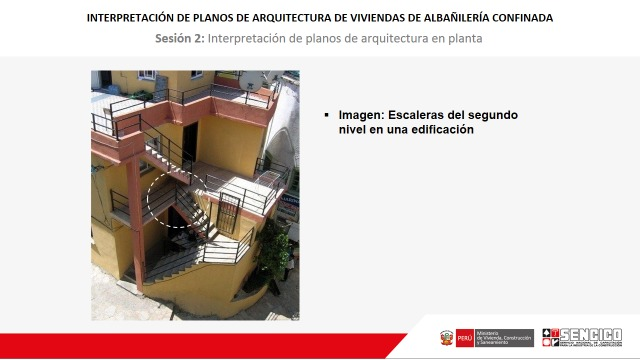 INTERPRETACIÓN DE PLANOS DE ARQUITECTURA DE VIVIENDAS DE ALBAÑILERÍA CONFINADA
Sesión 2: Interpretación de planos de arquitectura en planta
▪ Imagen: Escaleras del segundo
nivel en una edificación
PERÚ
Ministerio
de Vivienda, Construcción
y Saneamiento
SENCICO